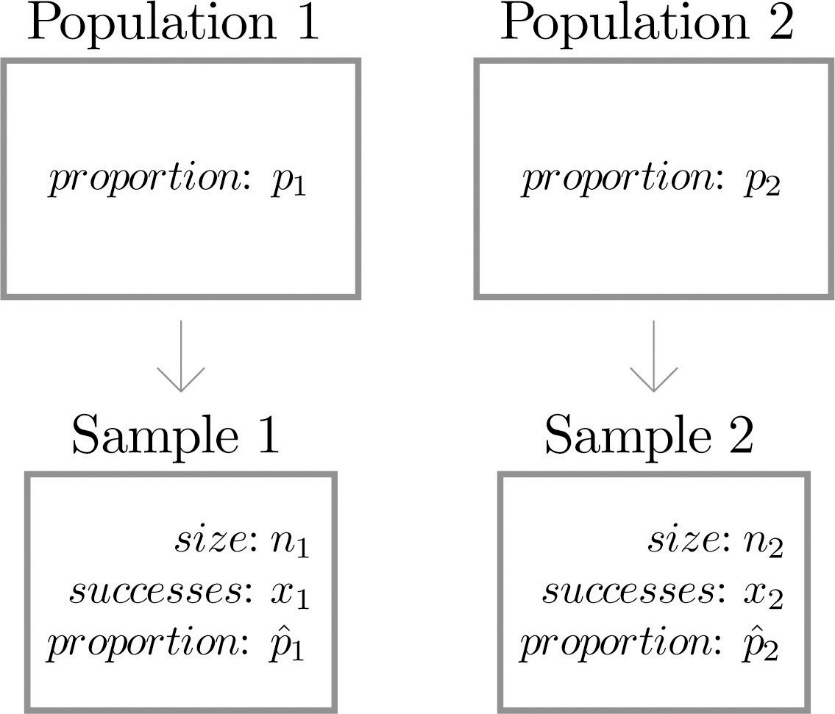 Population 1
proportion: p₁
Sample 1
size: n₁
successes: x₁
proportion: p̂₁
Population 2
proportion: p₂
Sample 2
size: n₂
successes: x₂
proportion: p̂₂